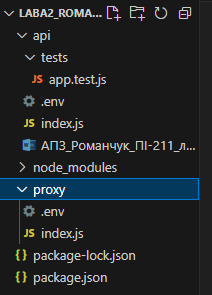 LABA2_ROMA...
api
tests
JS app.test.js
.env
JS index.js
АПЗ_Романчук_ПІ-211_л...
node_modules
proxy
.env
JS index.js
{} package-lock.json
{} package.json